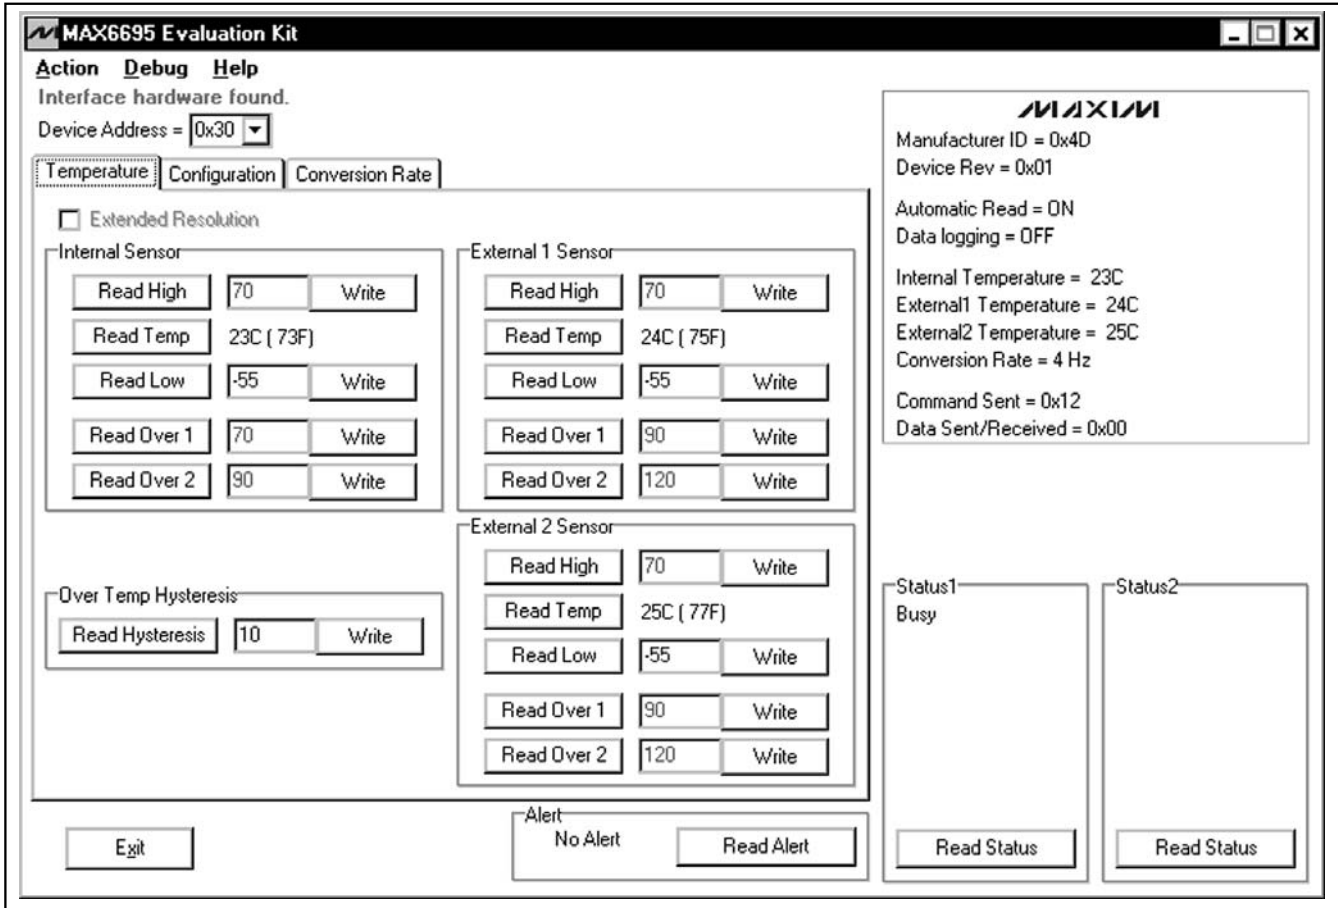 MAX6695 Evaluation Kit
Action Debug Help
Interface hardware found.
Device Address = 0x30
Temperature Configuration Conversion Rate
Extended Resolution
Internal Sensor
Read High 70 Write
Read Temp 23C ( 73F)
Read Low -55 Write
Read Over 1 70 Write
Read Over 2 90 Write
Over Temp Hysteresis
Read Hysteresis 10 Write
External 1 Sensor
Read High 70 Write
Read Temp 24C ( 75F)
Read Low -55 Write
Read Over 1 90 Write
Read Over 2 120 Write
External 2 Sensor
Read High 70 Write
Read Temp 25C ( 77F)
Read Low -55 Write
Read Over 1 90 Write
Read Over 2 120 Write
Exit
Alert
No Alert Read Alert
MAXIM
Manufacturer ID = 0x4D
Device Rev = 0x01
Automatic Read = ON
Data logging = OFF
Internal Temperature = 23C
External1 Temperature = 24C
External2 Temperature = 25C
Conversion Rate = 4 Hz
Command Sent = 0x12
Data Sent/Received = 0x00
Status1
Busy
Read Status
Status2
Read Status